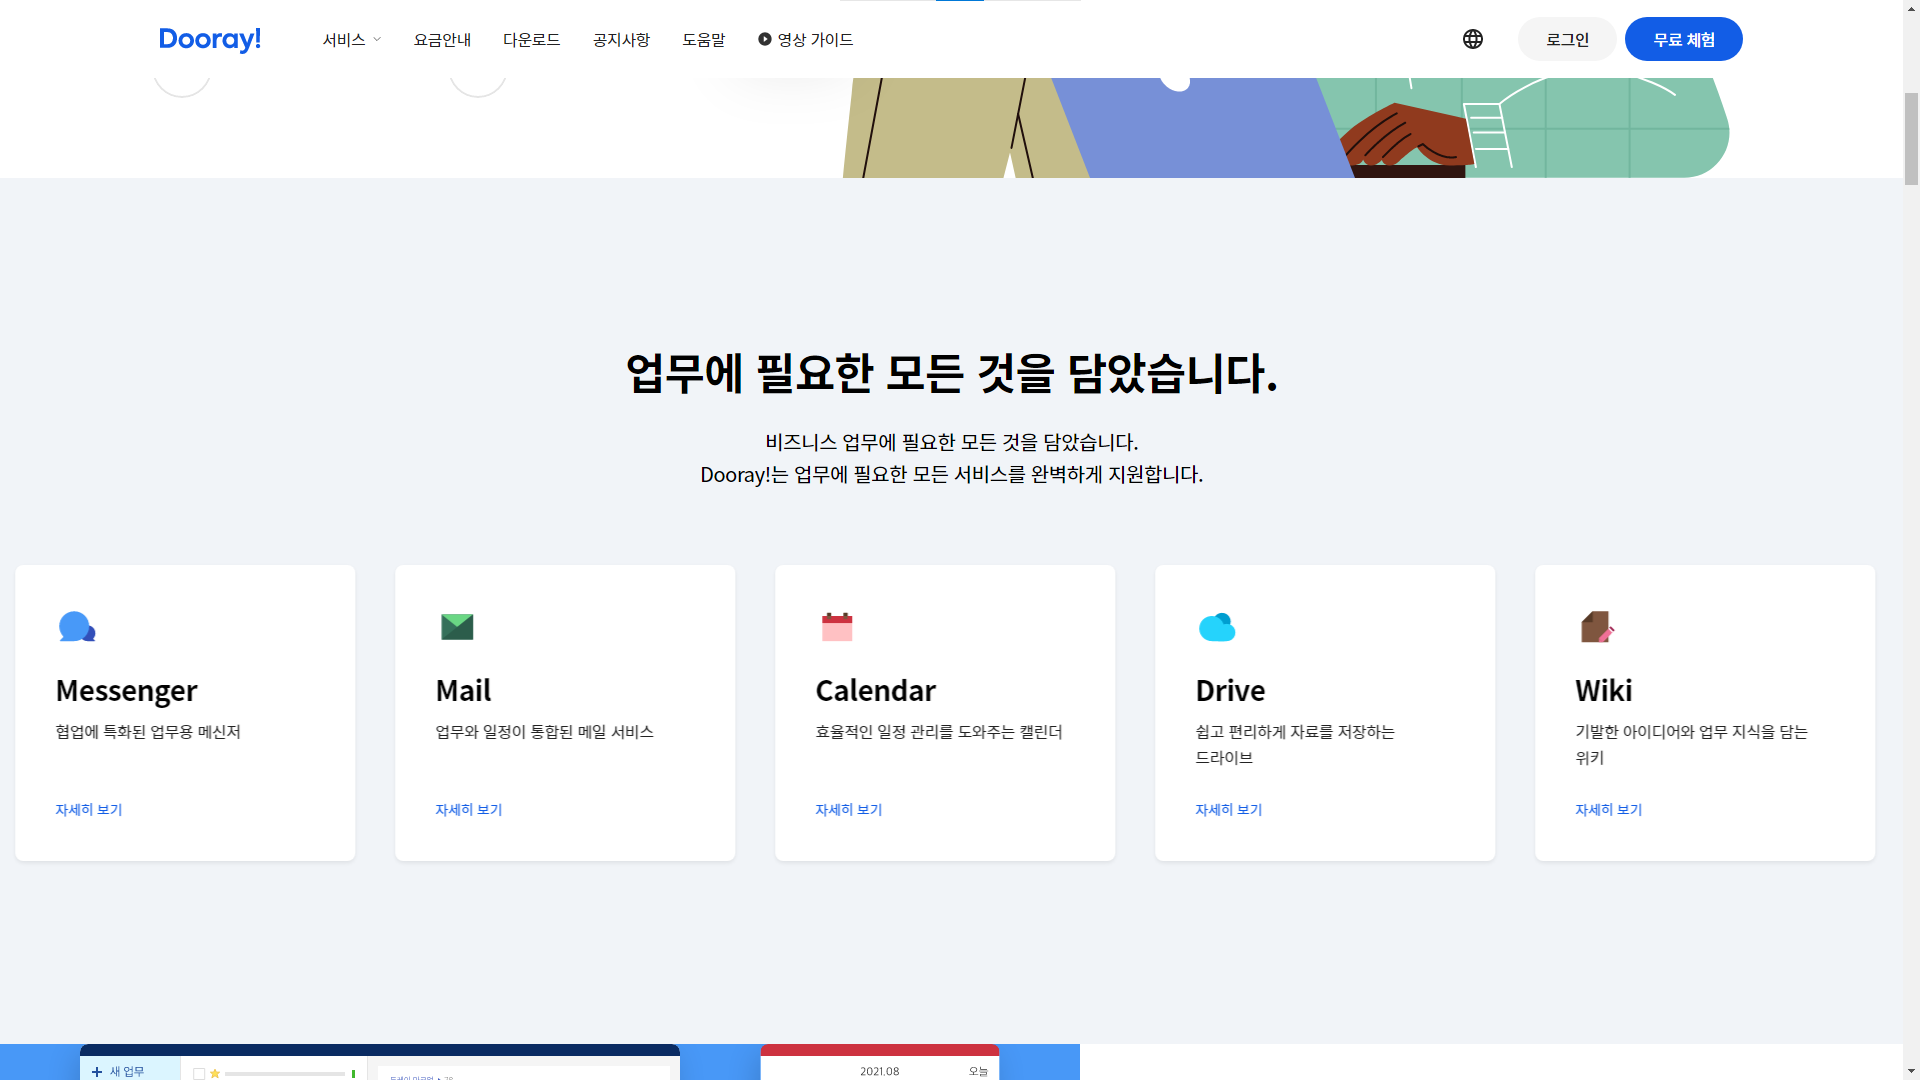 Dooray!
서비스
요금안내
다운로드
공지사항
도움말
영상 가이드
로그인
무료 체험
업무에 필요한 모든 것을 담았습니다.
비즈니스 업무에 필요한 모든 것을 담았습니다.
Dooray!는 업무에 필요한 모든 서비스를 완벽하게 지원합니다.
Messenger
협업에 특화된 업무용 메신저
자세히 보기
Mail
업무와 일정이 통합된 메일 서비스
자세히 보기
Calendar
효율적인 일정 관리를 도와주는 캘린더
자세히 보기
Drive
쉽고 편리하게 자료를 저장하는
드라이브
자세히 보기
Wiki
기발한 아이디어와 업무 지식을 담는
위키
자세히 보기
새 업무
2021.08
오늘